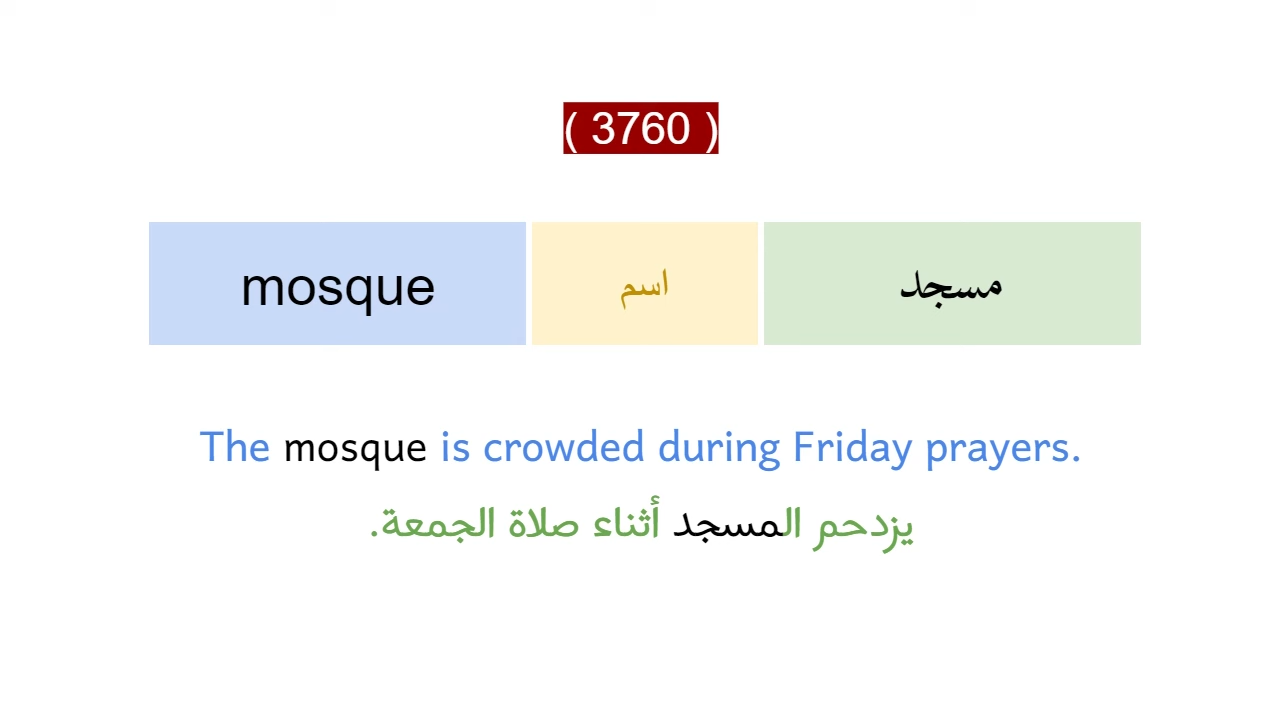 ( 3760 )
mosque اسم مسجد
The mosque is crowded during Friday prayers.
يزدحم المسجد أثناء صلاة الجمعة.